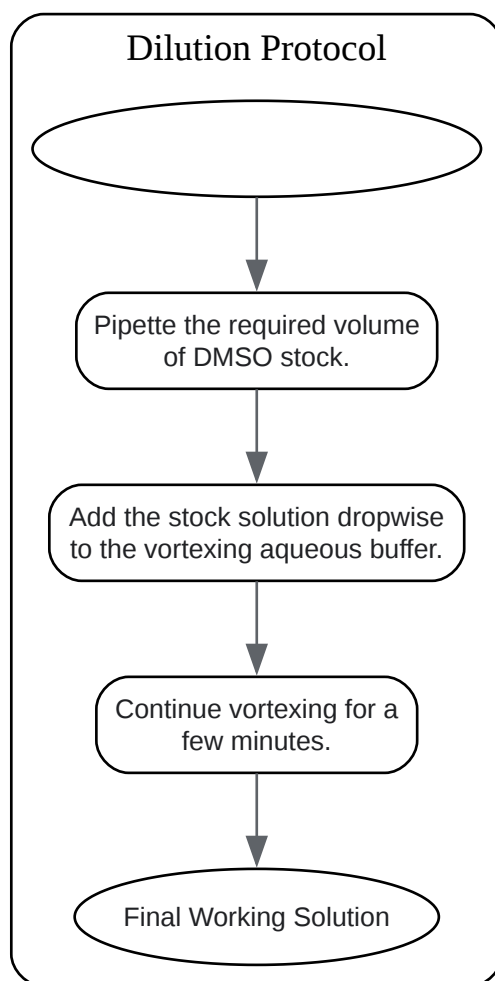 Dilution Protocol
Pipette the required volume
of DMSO stock.
Add the stock solution dropwise
to the vortexing aqueous buffer.
Continue vortexing for a
few minutes.
Final Working Solution